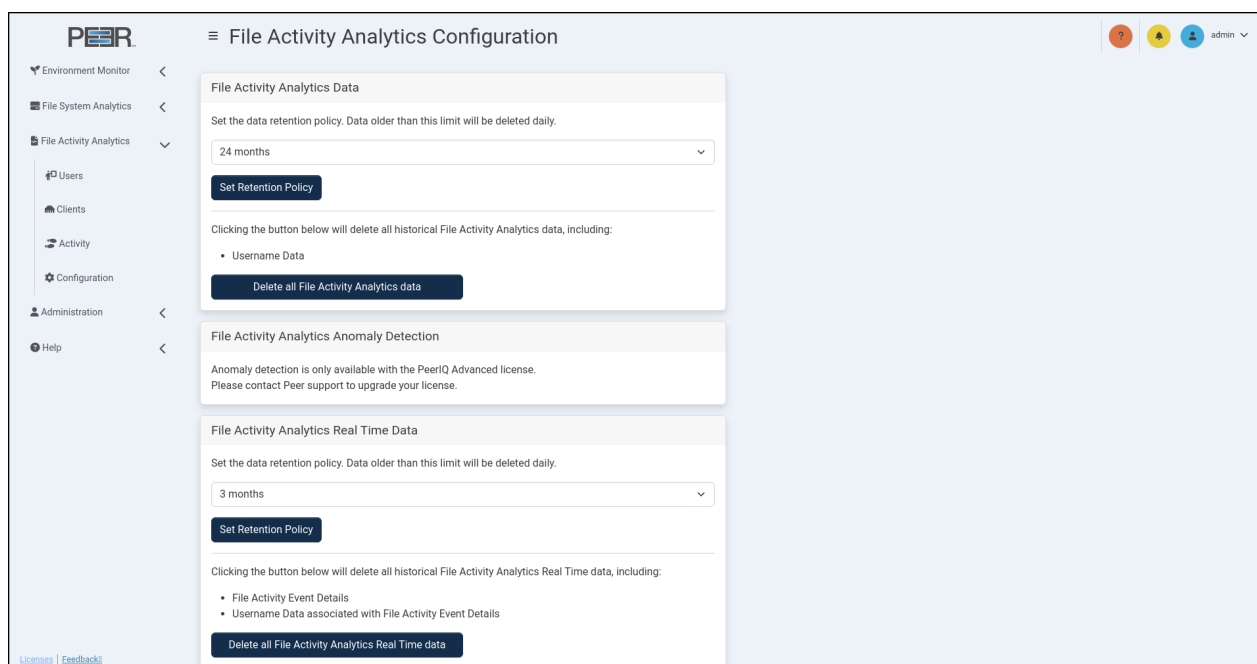 PEER
File Activity Analytics Configuration
?
admin
Environment Monitor
File System Analytics
File Activity Analytics
Users
Clients
Activity
Configuration
Administration
Help
Licenses | Feedback
File Activity Analytics Data
Set the data retention policy. Data older than this limit will be deleted daily.
24 months
Set Retention Policy
Clicking the button below will delete all historical File Activity Analytics data, including:
• Username Data
Delete all File Activity Analytics data
File Activity Analytics Anomaly Detection
Anomaly detection is only available with the PeerIQ Advanced license.
Please contact Peer support to upgrade your license.
File Activity Analytics Real Time Data
Set the data retention policy. Data older than this limit will be deleted daily.
3 months
Set Retention Policy
Clicking the button below will delete all historical File Activity Analytics Real Time data, including:
• File Activity Event Details
• Username Data associated with File Activity Event Details
Delete all File Activity Analytics Real Time data